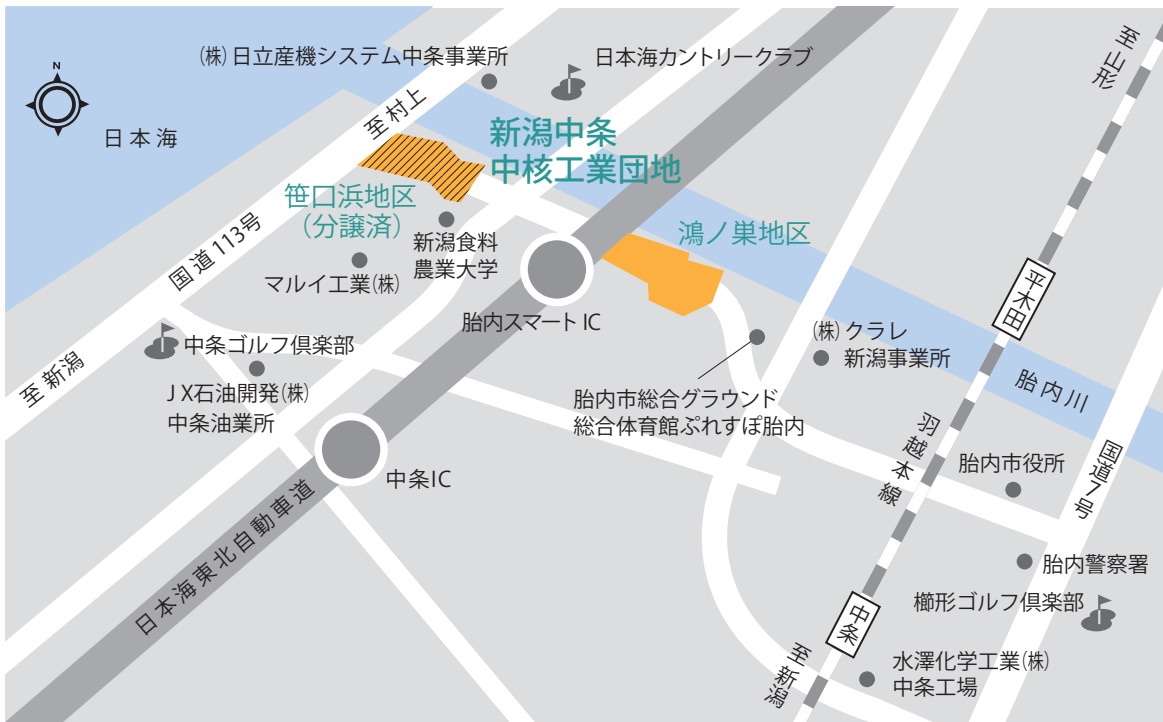 (株)日立産機システム中条事業所
日本海カントリークラブ
至山形
N
日本海
至村上
新潟中条
中核工業団地
笹口浜地区
(分譲済)
鴻ノ巣地区
新潟食料
農業大学
国道113号
マルイ工業(株)
平木田
胎内スマートIC
(株)クラレ
新潟事業所
中条ゴルフ倶楽部
至新潟
JX石油開発(株)
中条油業所
胎内市総合グラウンド
総合体育館ぷれすぽ胎内
胎内川
羽越本線
中条IC
胎内市役所
国道7号
日本海東北自動車道
胎内警察署
櫛形ゴルフ倶楽部
中条
至新潟
水澤化学工業(株)
中条工場